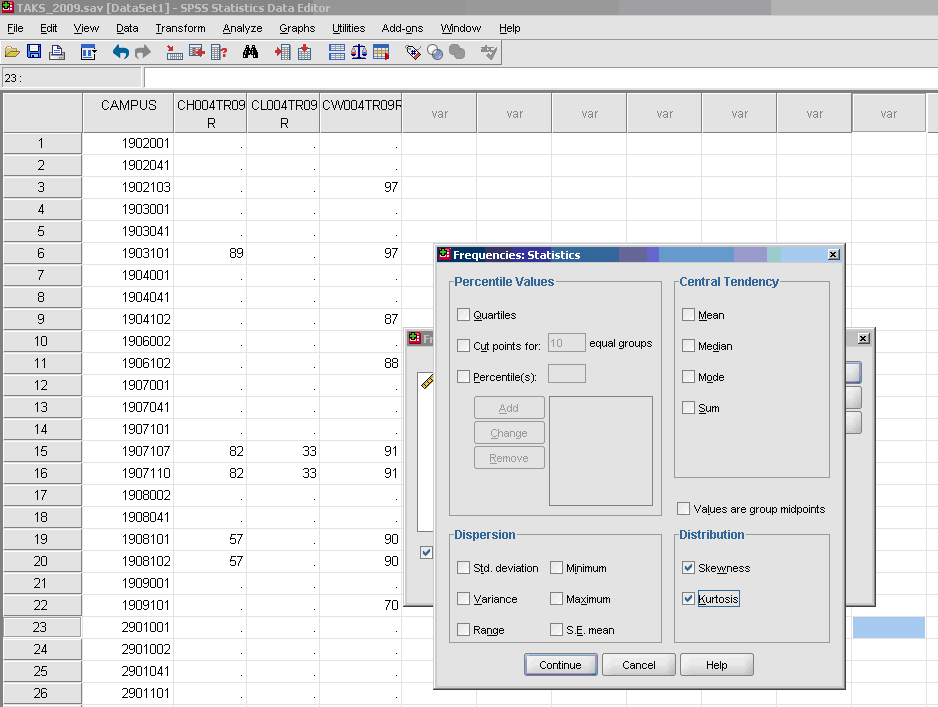 TAKS_2009.sav [DataSet1] - SPSS Statistics Data Editor
File Edit View Data Transform Analyze Graphs Utilities Add-ons Window Help
23 :
CAMPUS CH004TR09R CL004TR09R CW004TR09R var var var var var var var
1 1902001 . . .
2 1902041 . . .
3 1902103 . . 97
4 1903001 . . .
5 1903041 . . .
6 1903101 89 . 97
7 1904001 . . .
8 1904041 . . .
9 1904102 . . 87
10 1906002 . . .
11 1906102 . . 88
12 1907001 . . .
13 1907041 . . .
14 1907101 . . .
15 1907107 82 33 91
16 1907110 82 33 91
17 1908002 . . .
18 1908041 . . .
19 1908101 57 . 90
20 1908102 57 . 90
21 1909001 . . .
22 1909101 . . 70
23 2901001 . . .
24 2901002 . . .
25 2901041 . . .
26 2901101 . . .
Frequencies: Statistics
Percentile Values
Quartiles
Cut points for: 10 equal groups
Percentile(s):
Add
Change
Remove
Central Tendency
Mean
Median
Mode
Sum
Values are group midpoints
Dispersion
Std. deviation Minimum
Variance Maximum
Range S.E. mean
Distribution
Skewness
Kurtosis
Continue Cancel Help